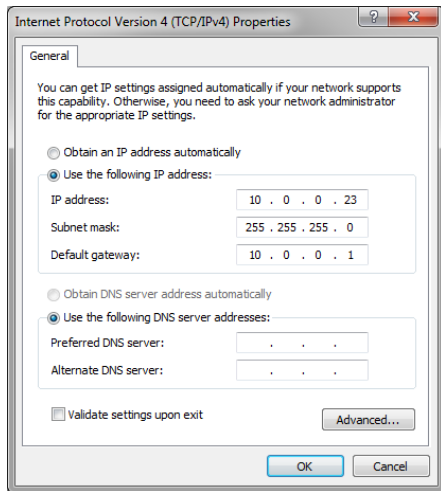 Internet Protocol Version 4 (TCP/IPv4) Properties
?
General
You can get IP settings assigned automatically if your network supports
this capability. Otherwise, you need to ask your network administrator
for the appropriate IP settings.
Obtain an IP address automatically
Use the following IP address:
IP address: 10 . 0 . 0 . 23
Subnet mask: 255 . 255 . 255 . 0
Default gateway: 10 . 0 . 0 . 1
Obtain DNS server address automatically
Use the following DNS server addresses:
Preferred DNS server: . . .
Alternate DNS server: . . .
Validate settings upon exit
Advanced...
OK Cancel